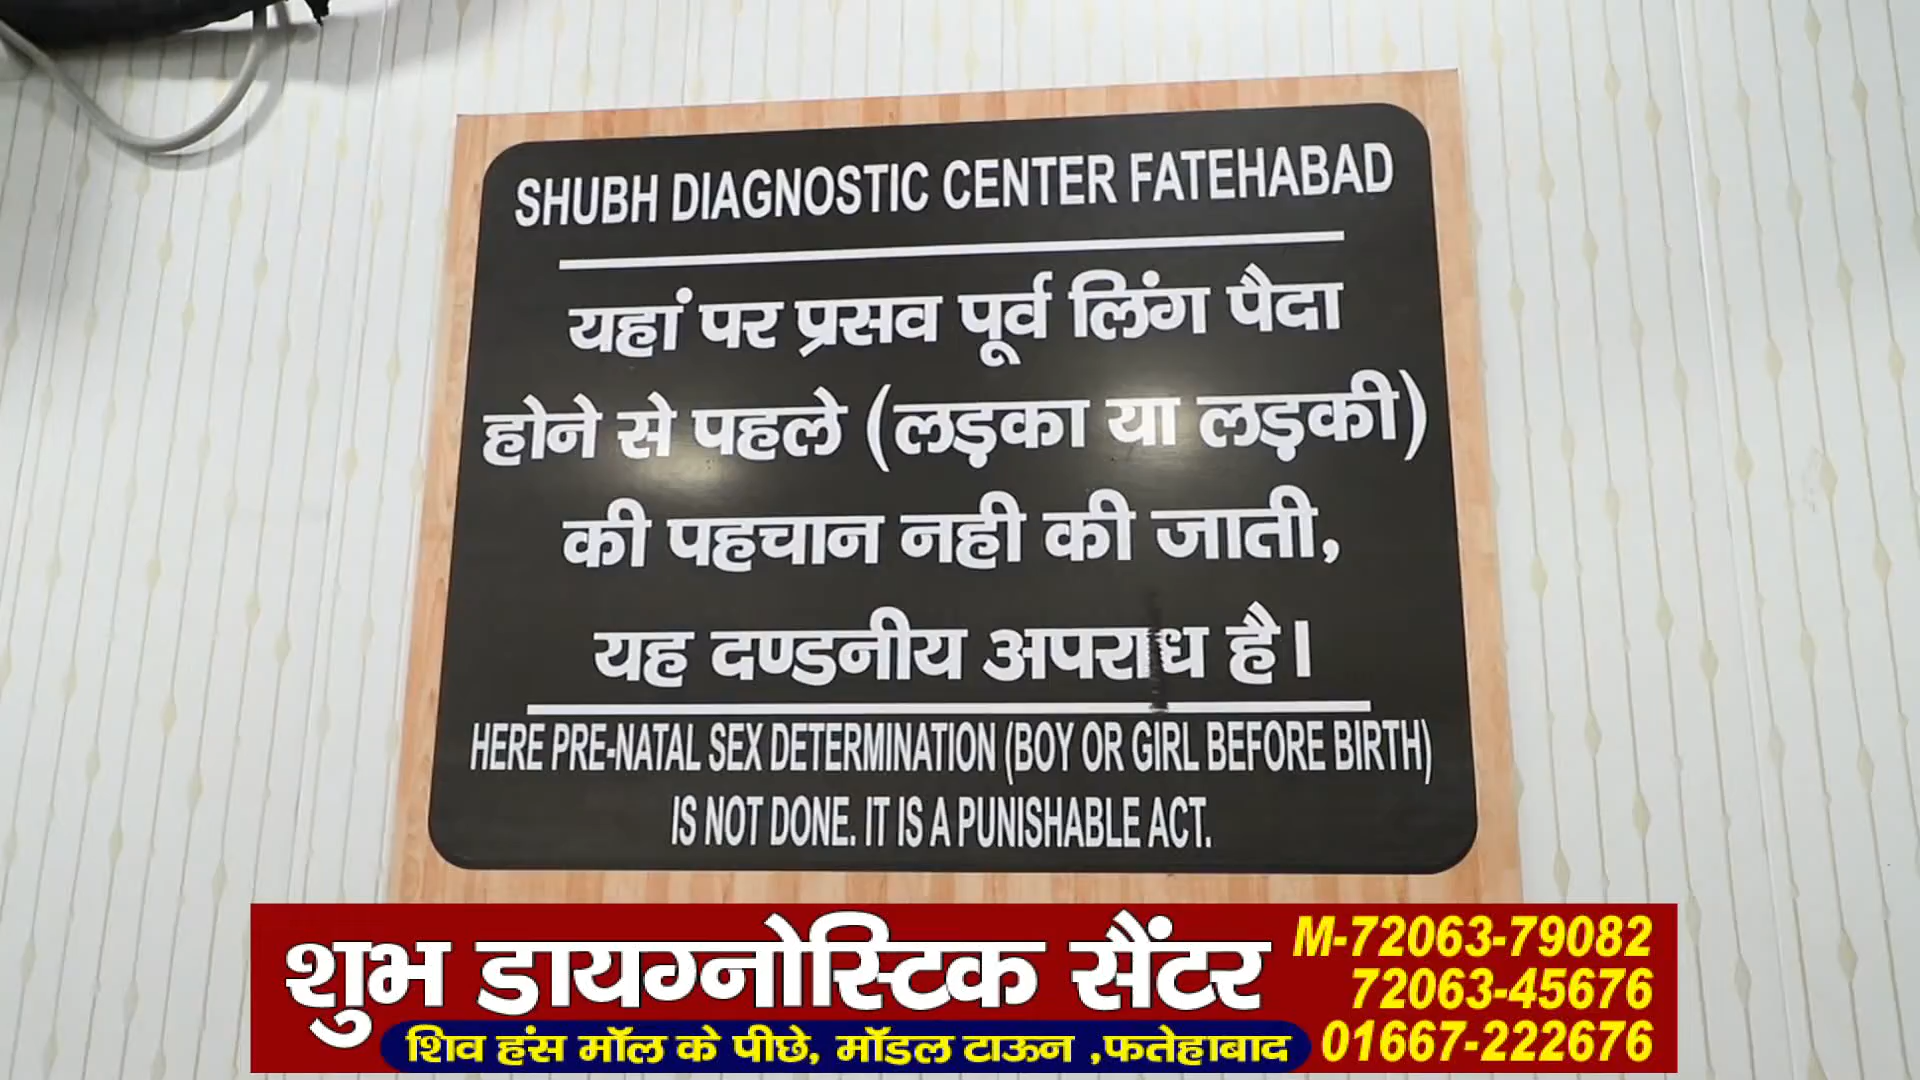 SHUBH DIAGNOSTIC CENTER FATEHABAD
यहां पर प्रसव पूर्व लिंग पैदा
होने से पहले (लड़का या लड़की)
की पहचान नही की जाती,
यह दण्डनीय अपराध है।
HERE PRE-NATAL SEX DETERMINATION (BOY OR GIRL BEFORE BIRTH)
IS NOT DONE. IT IS A PUNISHABLE ACT.
शुभ डायग्नोस्टिक सैंटर
शिव हंस मॉल के पीछे, मॉडल टाऊन ,फतेहाबाद
M-72063-79082
72063-45676
01667-222676